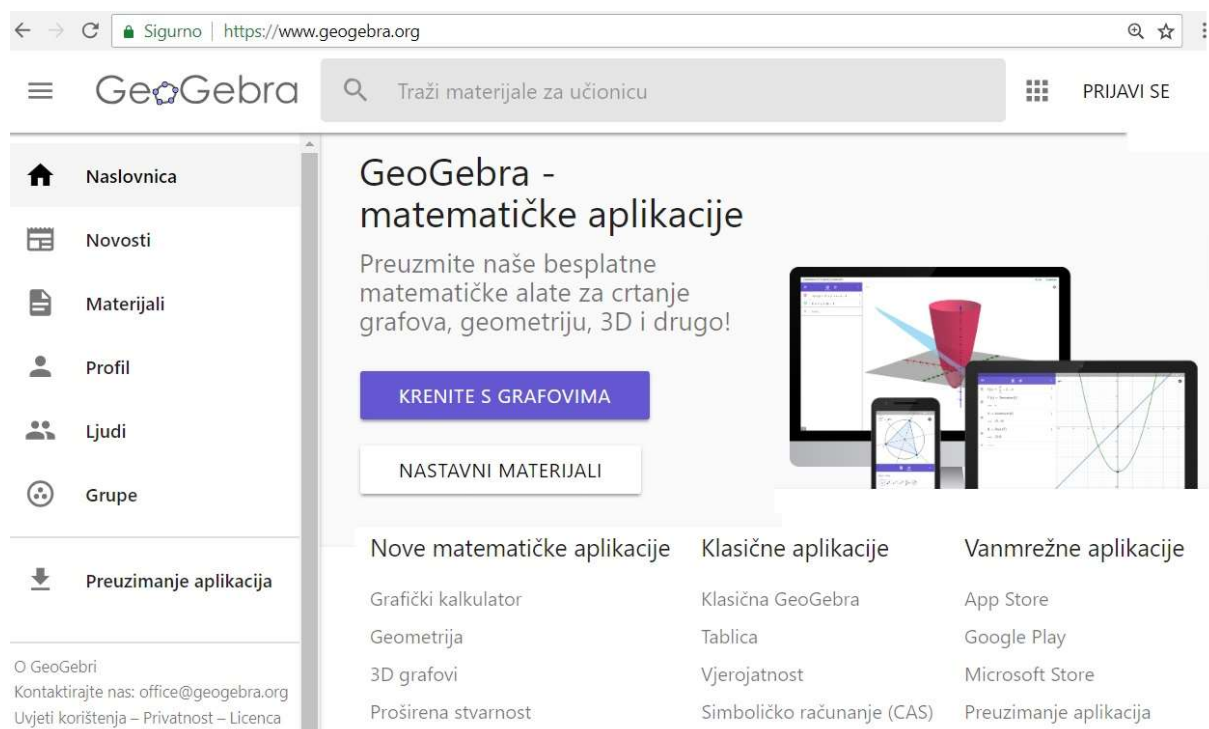 Sigurno | https://www.geogebra.org
GeoGebra
Traži materijale za učionicu
PRIJAVI SE
Naslovnica
Novosti
Materijali
Profil
Ljudi
Grupe
Preuzimanje aplikacija
O GeoGebri
Kontaktirajte nas: office@geogebra.org
Uvjeti korištenja – Privatnost – Licenca
GeoGebra -
matematičke aplikacije
Preuzmite naše besplatne
matematičke alate za crtanje
grafova, geometriju, 3D i drugo!
KRENITE S GRAFOVIMA
NASTAVNI MATERIJALI
Nove matematičke aplikacije
Grafički kalkulator
Geometrija
3D grafovi
Proširena stvarnost
Klasične aplikacije
Klasična GeoGebra
Tablica
Vjerojatnost
Simboličko računanje (CAS)
Vanmrežne aplikacije
App Store
Google Play
Microsoft Store
Preuzimanje aplikacija